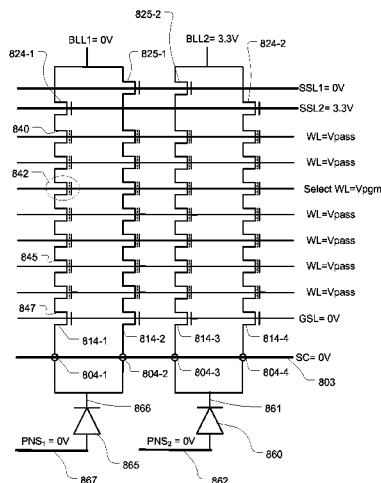 825-2
824-1 BLL1= 0V 825-1 BLL2= 3.3V 824-2
SSL1= 0V
SSL2= 3.3V
840 WL=Vpass
WL=Vpass
842 Select WL=Vpgm
WL=Vpass
845 WL=Vpass
WL=Vpass
847 GSL= 0V
814-1 814-2 814-3 814-4
SC= 0V
804-1 804-2 804-3 804-4 803
866 861
PNS1 = 0V 865 PNS2 = 0V 860
867 862